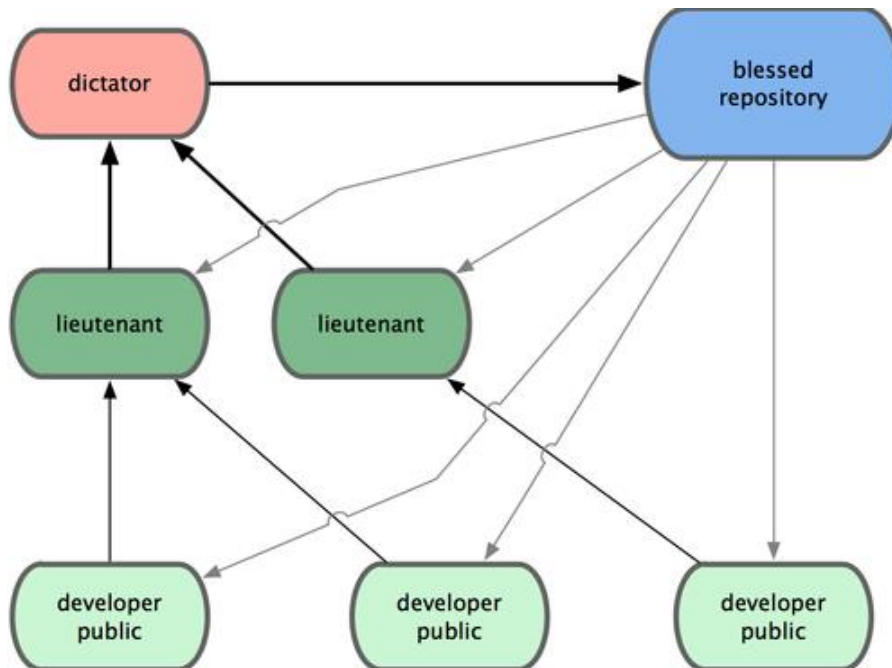 dictator
blessed
repository
lieutenant
lieutenant
developer
public
developer
public
developer
public